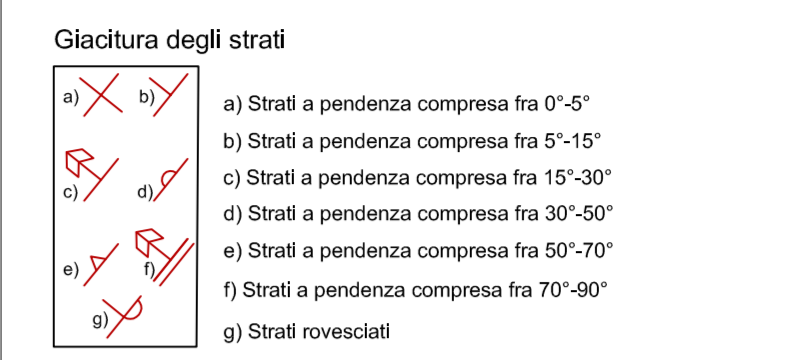 Giacitura degli strati
a) b)
c) d)
e) f)
g)
a) Strati a pendenza compresa fra 0°-5°
b) Strati a pendenza compresa fra 5°-15°
c) Strati a pendenza compresa fra 15°-30°
d) Strati a pendenza compresa fra 30°-50°
e) Strati a pendenza compresa fra 50°-70°
f) Strati a pendenza compresa fra 70°-90°
g) Strati rovesciati